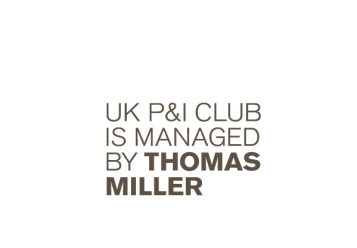 UK P&I CLUB
IS MANAGED
BY THOMAS
MILLER